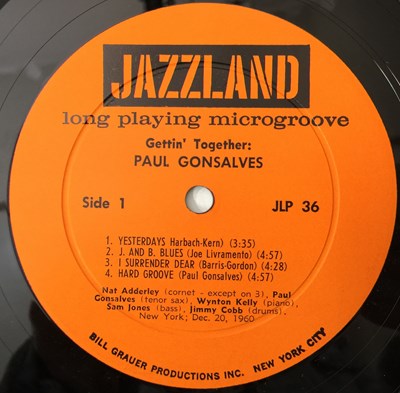 JAZZLAND
long playing microgroove
Gettin' Together:
PAUL GONSALVES
Side 1
JLP 36
1. YESTERDAYS Harbach-Kern) (3:35)
2. J. AND B. BLUES (Joe Livramento) (4:57)
3. I SURRENDER DEAR (Barris-Gordon) (4:28)
4. HARD GROOVE (Paul Gonsalves) (4:57)
Nat Adderley (cornet - except on 3), Paul
Gonsalves (tenor sax), Wynton Kelly (piano),
Sam Jones (bass), Jimmy Cobb (drums).
New York; Dec. 20, 1960
BILL GRAUER PRODUCTIONS INC. NEW YORK CITY